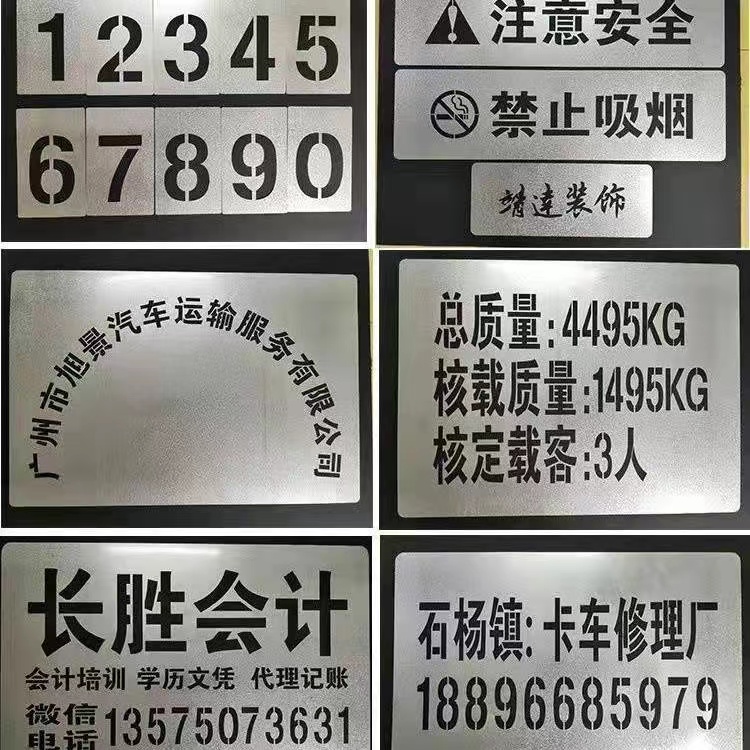 12345
67890
注意安全
禁止吸烟
靖达装饰
广州市旭景汽车运输服务有限公司
总质量:4495KG
核载质量:1495KG
核定载客:3人
长胜会计
会计培训 学历文凭 代理记账
微信
电话 13575073631
石杨镇:卡车修理厂
18896685979